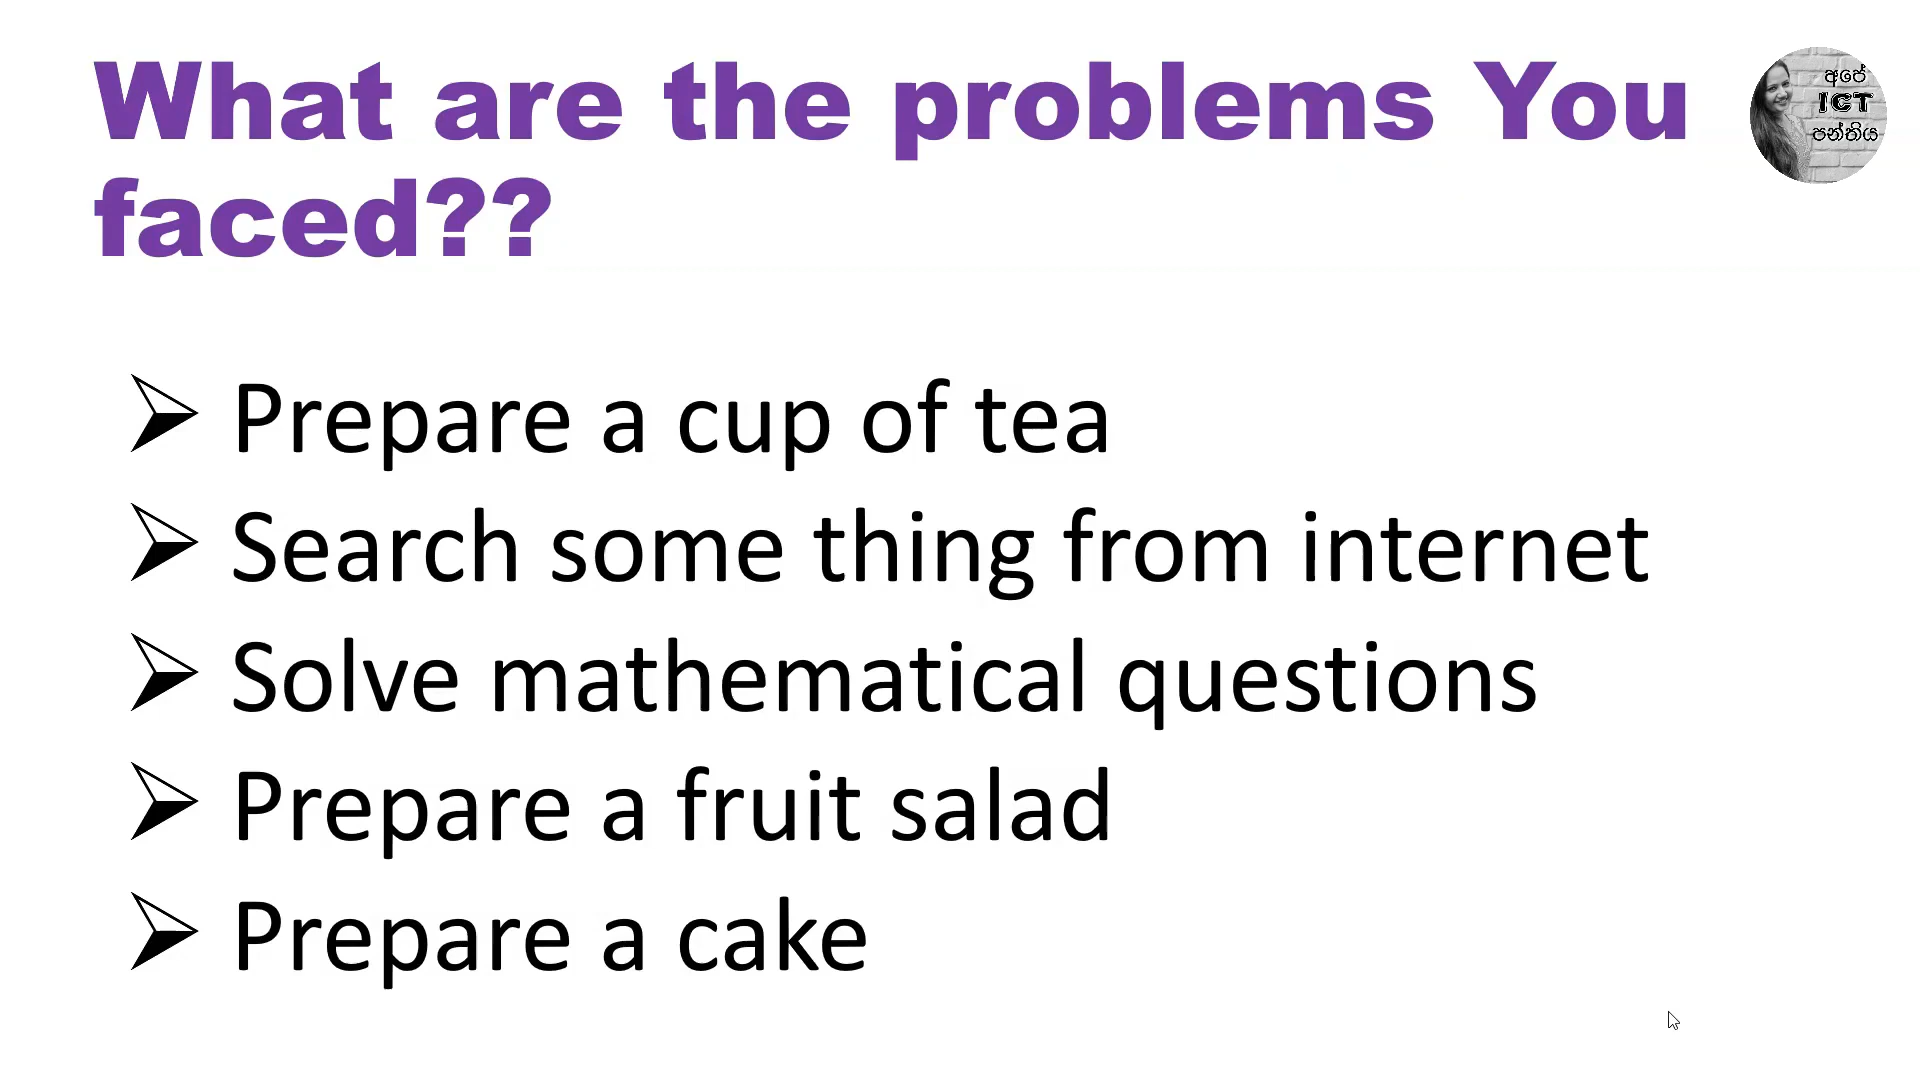 What are the problems You
faced??
අපේ
ICT
පන්තිය
Prepare a cup of tea
Search some thing from internet
Solve mathematical questions
Prepare a fruit salad
Prepare a cake